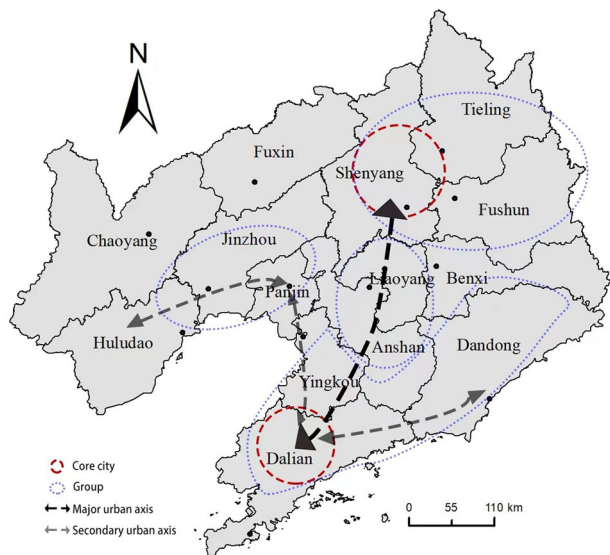 N
Tieling
Fuxin
Shenyang
Fushun
Chaoyang
Jinzhou
Liaoyang
Benxi
Panjin
Huludao
Anshan
Dandong
Yingkou
Dalian
Core city
Group
Major urban axis
Secondary urban axis
0 55 110 km